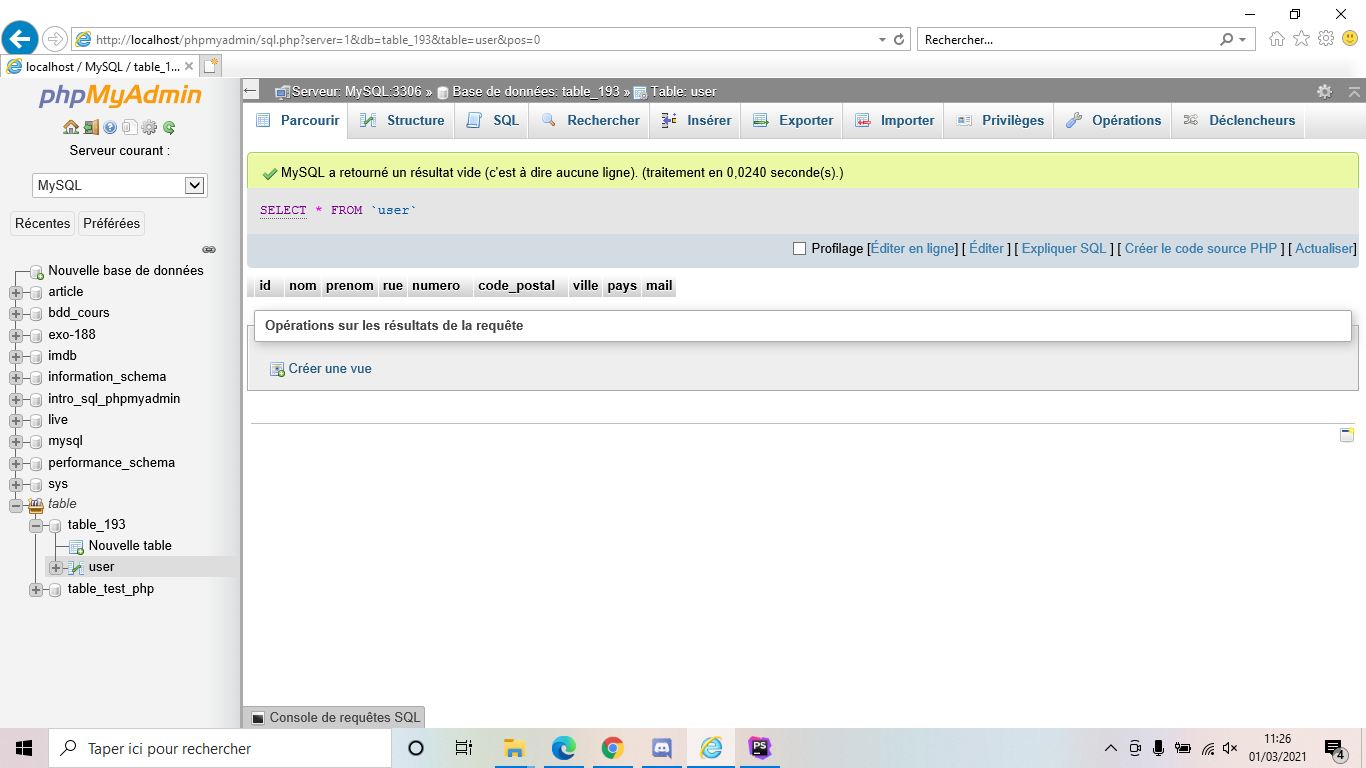 http://localhost/phpmyadmin/sql.php?server=1&db=table_193&table=user&pos=0
Rechercher...
localhost / MySQL / table_1...
phpMyAdmin
Serveur courant :
MySQL
Récentes Préférées
Nouvelle base de données
article
bdd_cours
exo-188
imdb
information_schema
intro_sql_phpmyadmin
live
mysql
performance_schema
sys
table
table_193
Nouvelle table
user
table_test_php
Serveur: MySQL:3306 » Base de données: table_193 » Table: user
Parcourir Structure SQL Rechercher Insérer Exporter Importer Privilèges Opérations Déclencheurs
MySQL a retourné un résultat vide (c'est à dire aucune ligne). (traitement en 0,0240 seconde(s).)
SELECT * FROM `user`
Profilage [Éditer en ligne] [ Éditer ] [ Expliquer SQL ] [ Créer le code source PHP ] [ Actualiser]
id nom prenom rue numero code_postal ville pays mail
Opérations sur les résultats de la requête
Créer une vue
Console de requêtes SQL
Taper ici pour rechercher
PS
11:26
01/03/2021
4